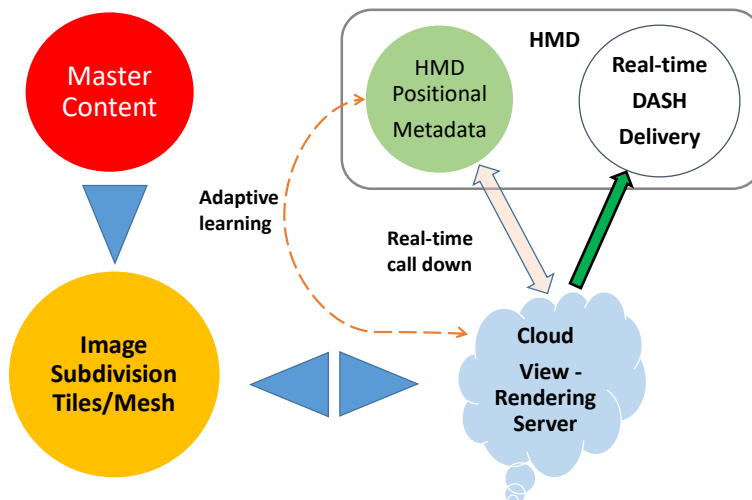 Master
Content
HMD
HMD
Positional
Metadata
Real-time
DASH
Delivery
Adaptive
learning
Real-time
call down
Image
Subdivision
Tiles/Mesh
Cloud
View -
Rendering
Server